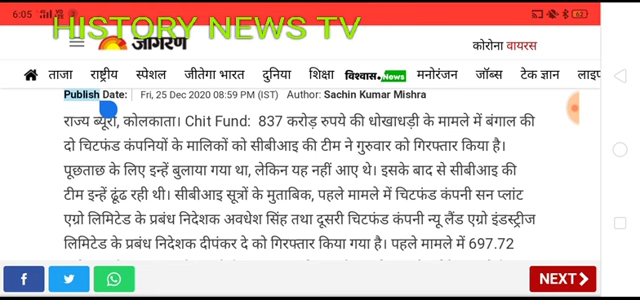 6:05
62
HISTORY NEWS TV
जागरण
कोरोना वायरस
ताजा राष्ट्रीय स्पेशल जीतेगा भारत दुनिया शिक्षा विश्वास.News मनोरंजन जॉब्स टेक ज्ञान लाइफ
Publish Date: Fri, 25 Dec 2020 08:59 PM (IST) Author: Sachin Kumar Mishra
राज्य ब्यूरो, कोलकाता। Chit Fund: 837 करोड़ रुपये की धोखाधड़ी के मामले में बंगाल की
दो चिटफंड कंपनियों के मालिकों को सीबीआइ की टीम ने गुरुवार को गिरफ्तार किया है।
पूछताछ के लिए इन्हें बुलाया गया था, लेकिन यह नहीं आए थे। इसके बाद से सीबीआइ की
टीम इन्हें ढूंढ रही थी। सीबीआइ सूत्रों के मुताबिक, पहले मामले में चिटफंड कंपनी सन प्लांट
एग्रो लिमिटेड के प्रबंध निदेशक अवधेश सिंह तथा दूसरी चिटफंड कंपनी न्यू लैंड एग्रो इंडस्ट्रीज
लिमिटेड के प्रबंध निदेशक दीपंकर दे को गिरफ्तार किया गया है। पहले मामले में 697.72
NEXT